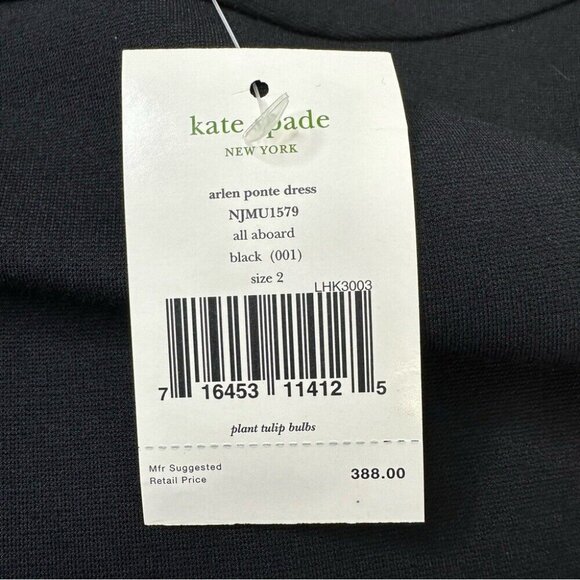 kate spade
NEW YORK
arlen ponte dress
NJMU1579
all aboard
black (001)
size 2
LHK3003
7 16453 11412 5
plant tulip bulbs
Mfr Suggested
Retail Price
388.00